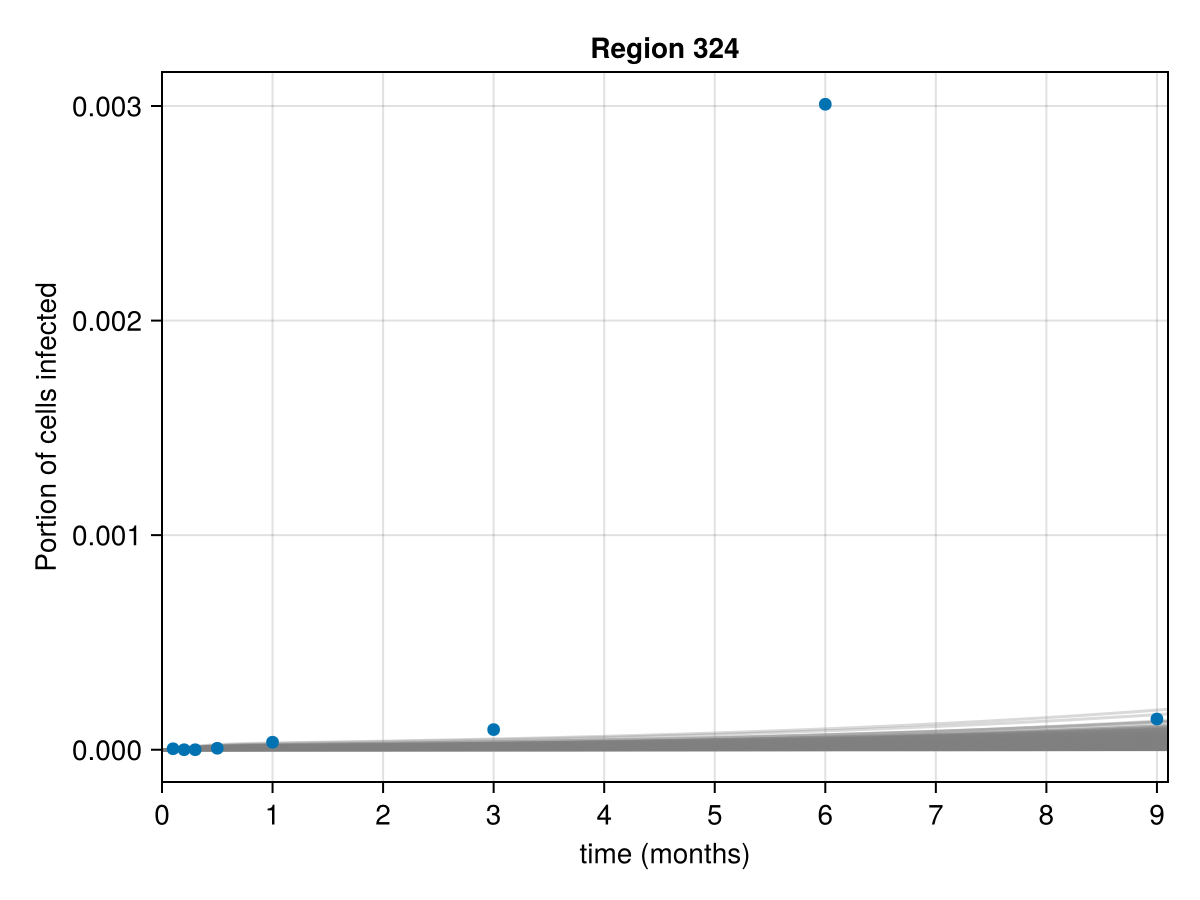 Region 324
Portion of cells infected
0.003
0.002
0.001
0.000
0 1 2 3 4 5 6 7 8 9
time (months)